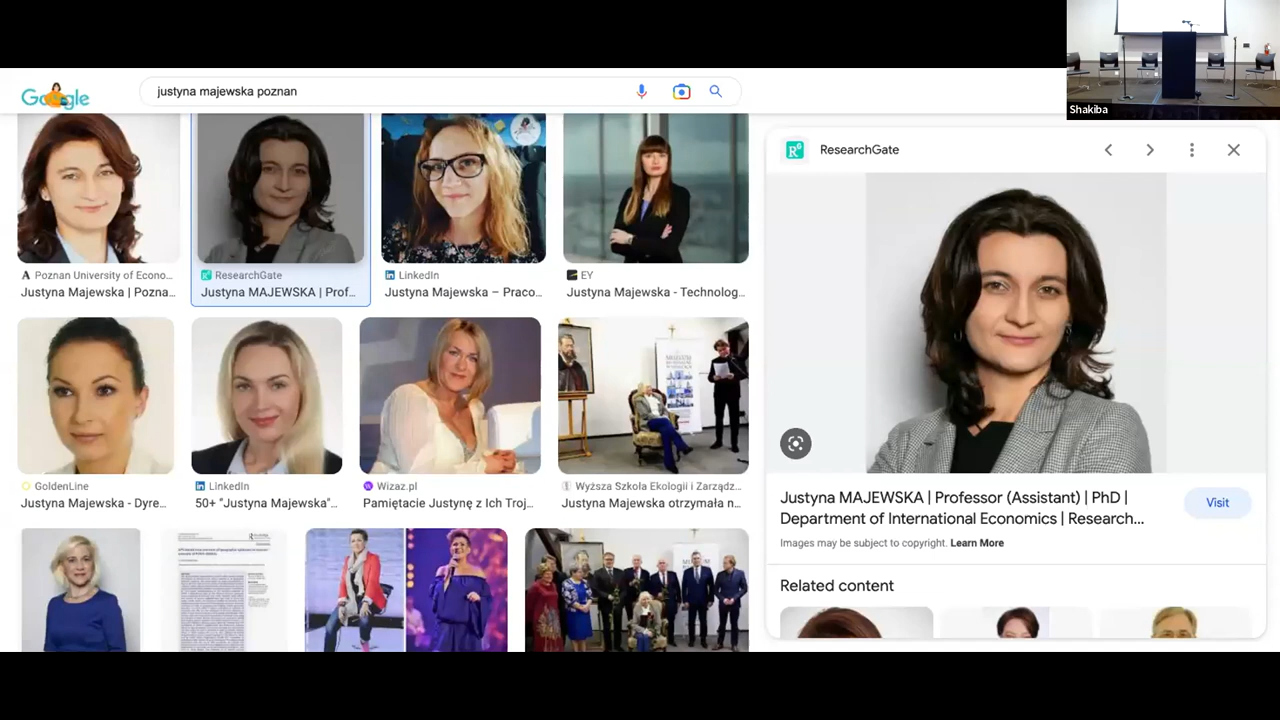 Google
justyna majewska poznan
Shakiba
ResearchGate
Poznan University of Econo...
Justyna Majewska | Pozna...
ResearchGate
Justyna MAJEWSKA | Prof...
LinkedIn
Justyna Majewska – Praco...
EY
Justyna Majewska - Technolog...
GoldenLine
Justyna Majewska - Dyre...
LinkedIn
50+ "Justyna Majewska"...
Wizaz.pl
Pamiętacie Justynę z Ich Troj...
Wyższa Szkoła Ekologii i Zarządz...
Justyna Majewska otrzymała n...
Justyna MAJEWSKA | Professor (Assistant) | PhD |
Department of International Economics | Research...
Visit
Images may be subject to copyright. Learn More
Related content